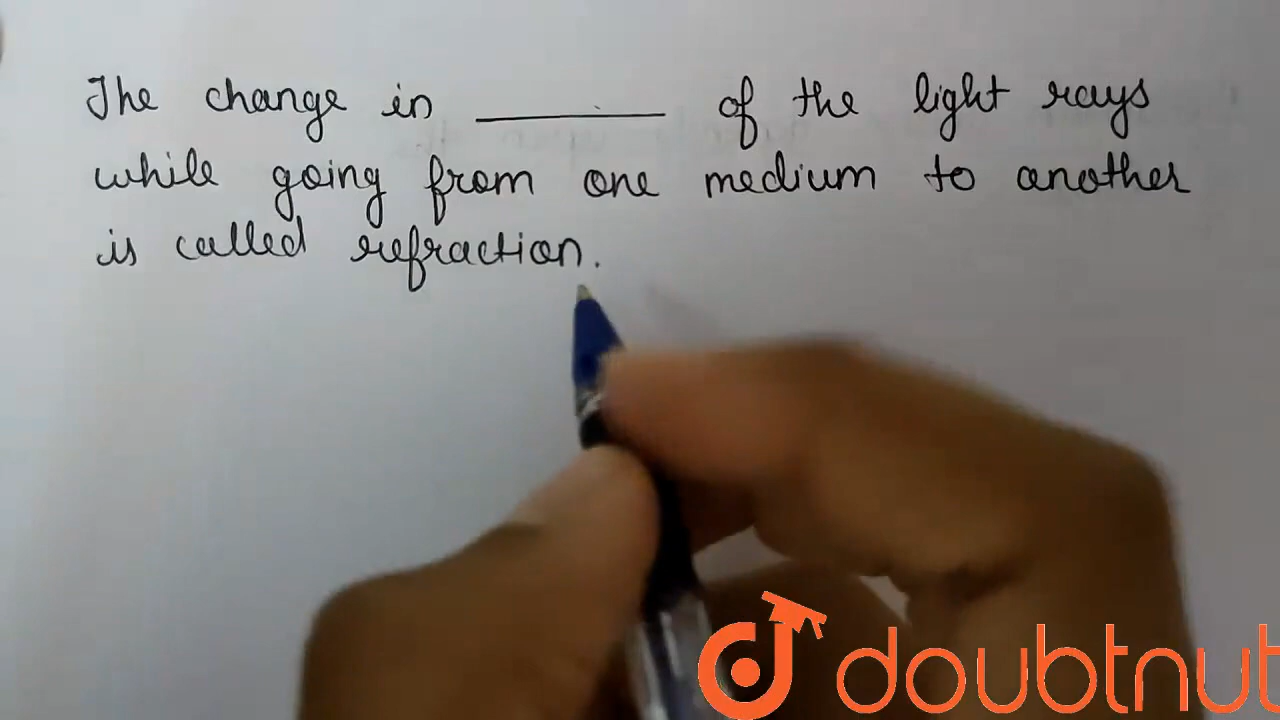 The change in ________ of the light rays
while going from one medium to another
is called refraction.
doubtnut